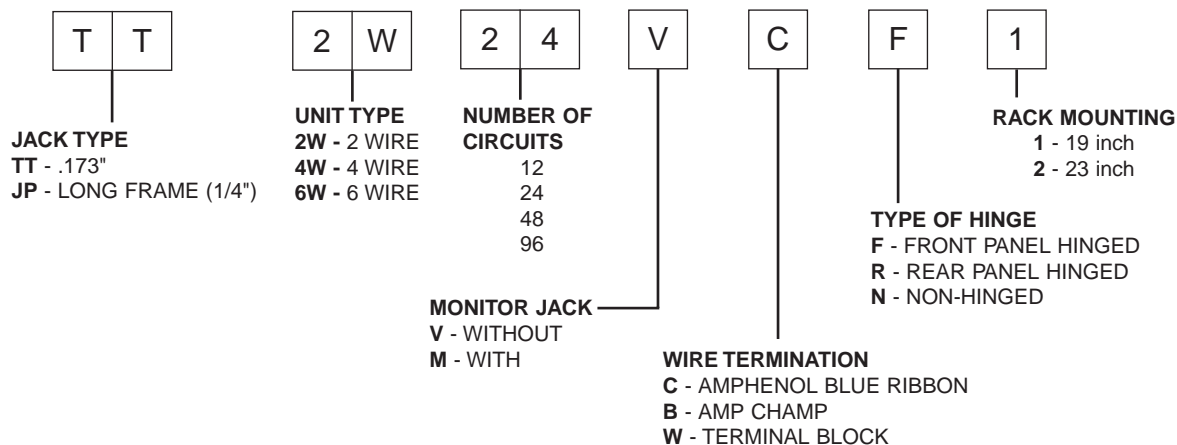 T T 2 W 2 4 V C F 1
JACK TYPE
TT - .173"
JP - LONG FRAME (1/4")
UNIT TYPE
2W - 2 WIRE
4W - 4 WIRE
6W - 6 WIRE
NUMBER OF
CIRCUITS
12
24
48
96
MONITOR JACK
V - WITHOUT
M - WITH
WIRE TERMINATION
C - AMPHENOL BLUE RIBBON
B - AMP CHAMP
W - TERMINAL BLOCK
TYPE OF HINGE
F - FRONT PANEL HINGED
R - REAR PANEL HINGED
N - NON-HINGED
RACK MOUNTING
1 - 19 inch
2 - 23 inch